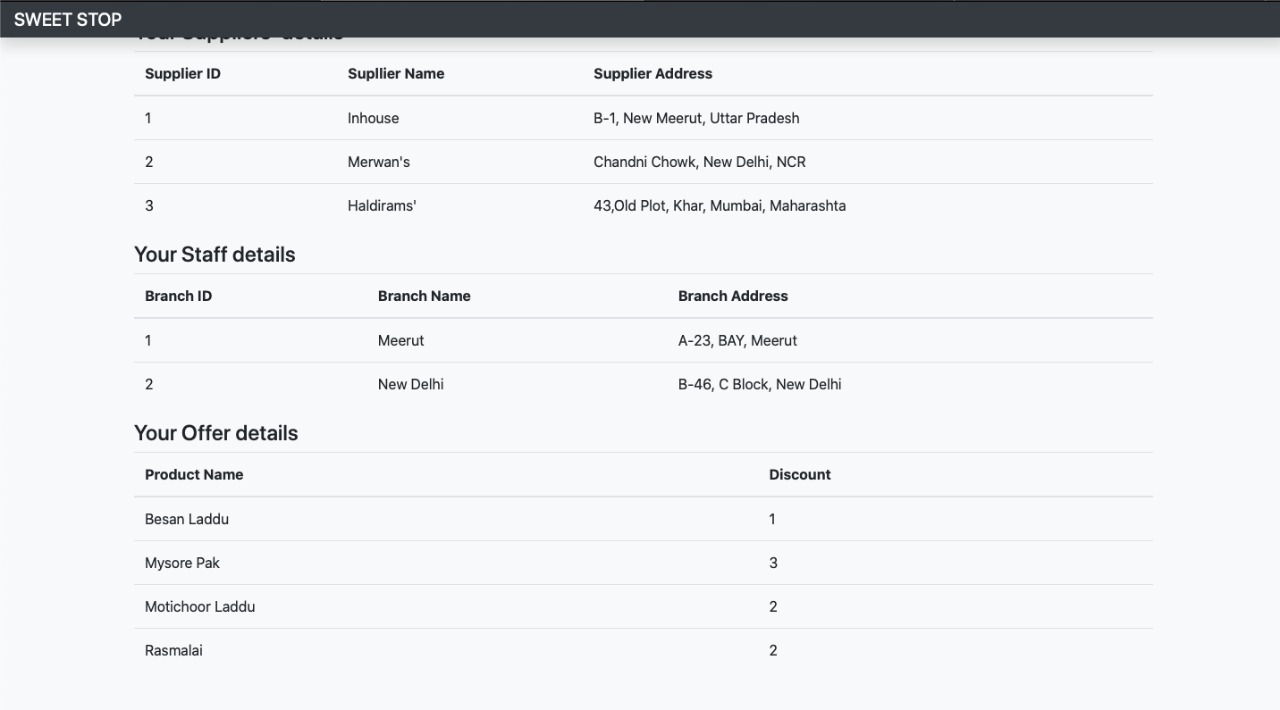 SWEET STOP
Your Suppliers' details
Supplier ID Supllier Name Supplier Address
1 Inhouse B-1, New Meerut, Uttar Pradesh
2 Merwan's Chandni Chowk, New Delhi, NCR
3 Haldirams' 43,Old Plot, Khar, Mumbai, Maharashta
Your Staff details
Branch ID Branch Name Branch Address
1 Meerut A-23, BAY, Meerut
2 New Delhi B-46, C Block, New Delhi
Your Offer details
Product Name Discount
Besan Laddu 1
Mysore Pak 3
Motichoor Laddu 2
Rasmalai 2